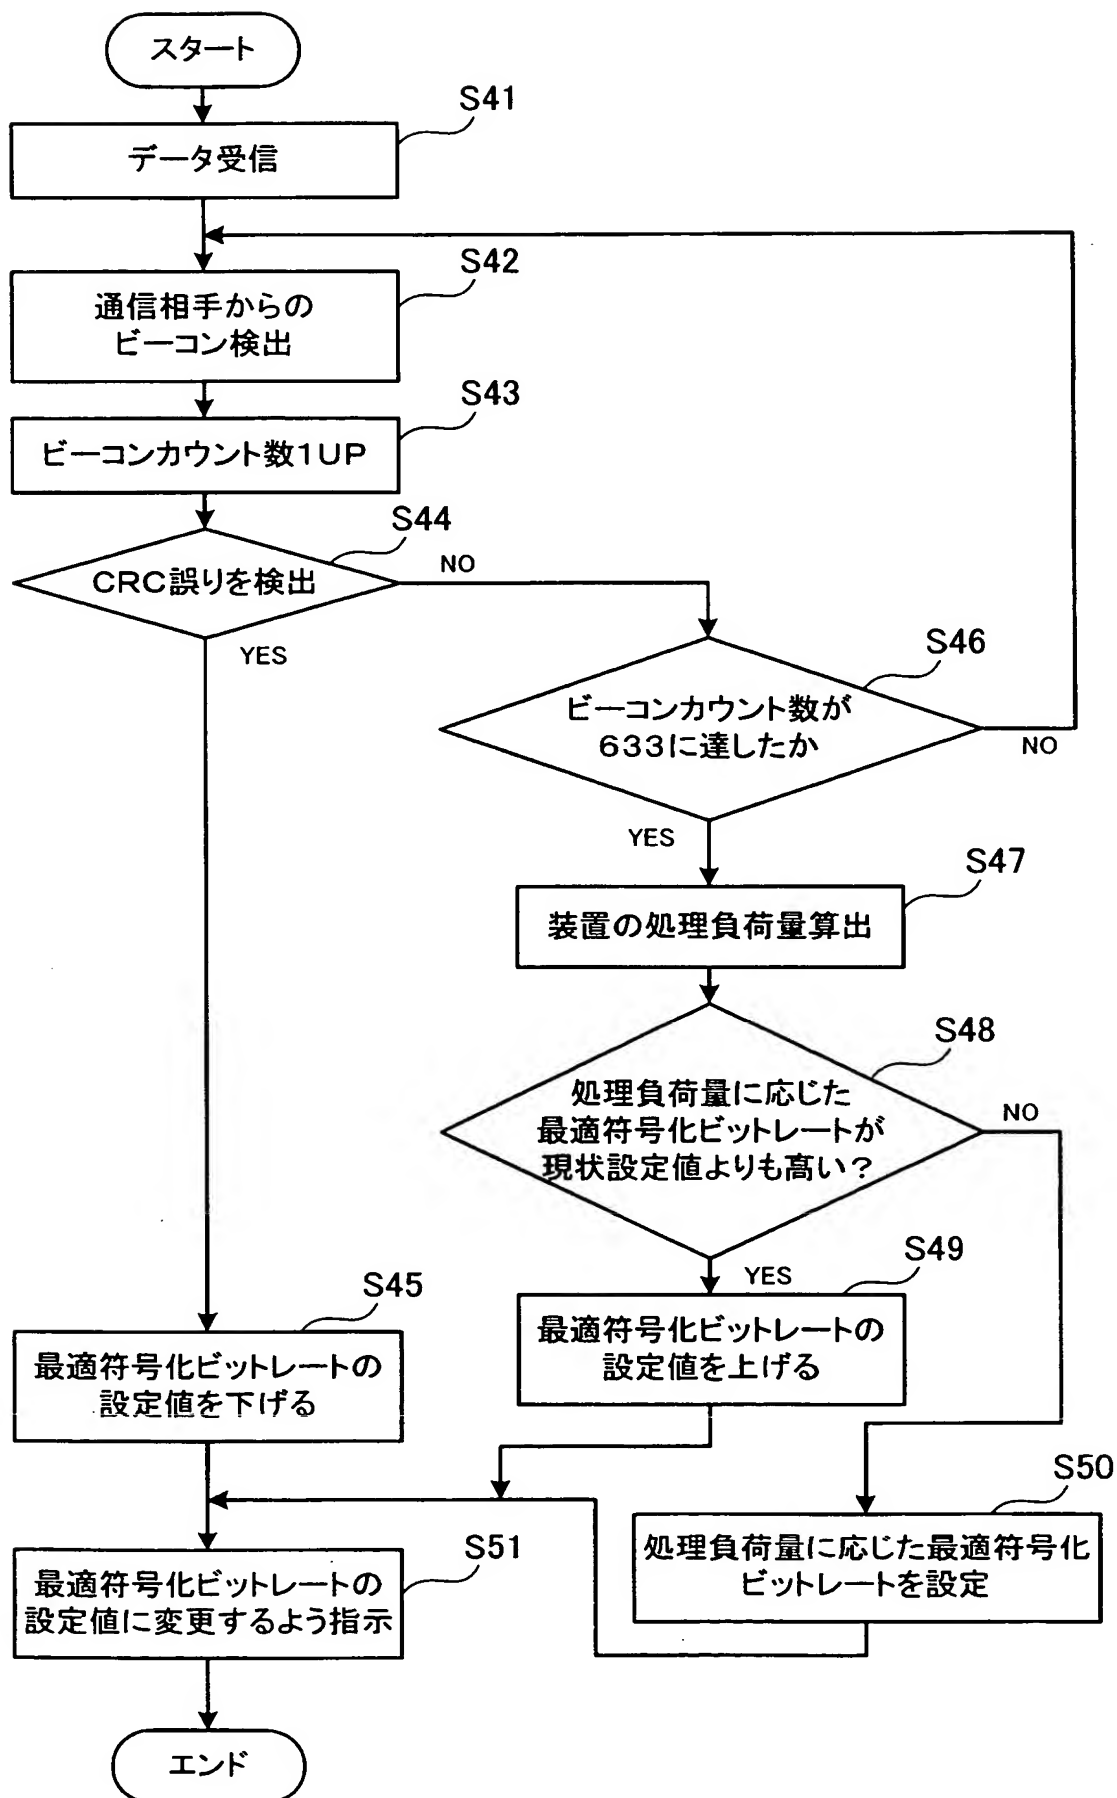 スタート
S41
データ受信
S42
通信相手からの
ビーコン検出
S43
ビーコンカウント数1UP
S44
CRC誤りを検出
NO
YES
S46
ビーコンカウント数が
633に達したか
NO
YES
S47
装置の処理負荷量算出
S48
処理負荷量に応じた
最適符号化ビットレートが
現状設定値よりも高い?
NO
YES
S49
最適符号化ビットレートの
設定値を上げる
S45
最適符号化ビットレートの
設定値を下げる
S50
処理負荷量に応じた最適符号化
ビットレートを設定
S51
最適符号化ビットレートの
設定値に変更するよう指示
エンド